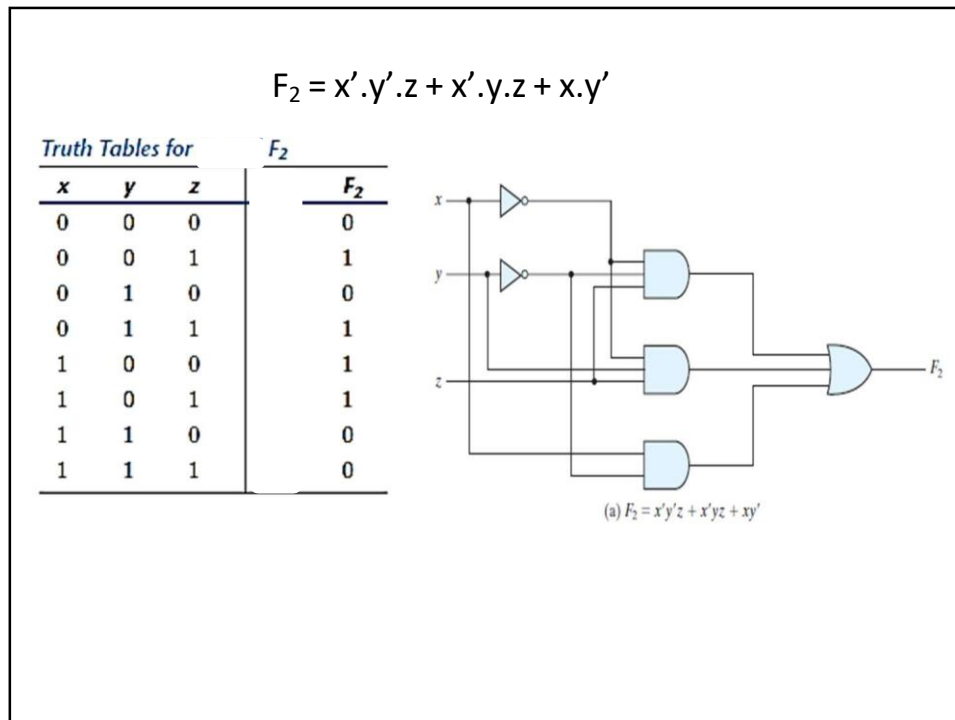 F₂ = x’.y’.z + x’.y.z + x.y’
Truth Tables for F₂
x y z F₂
0 0 0 0
0 0 1 1
0 1 0 0
0 1 1 1
1 0 0 1
1 0 1 1
1 1 0 0
1 1 1 0
x
y
z
F₂
(a) F₂ = x'y'z + x'yz + xy'